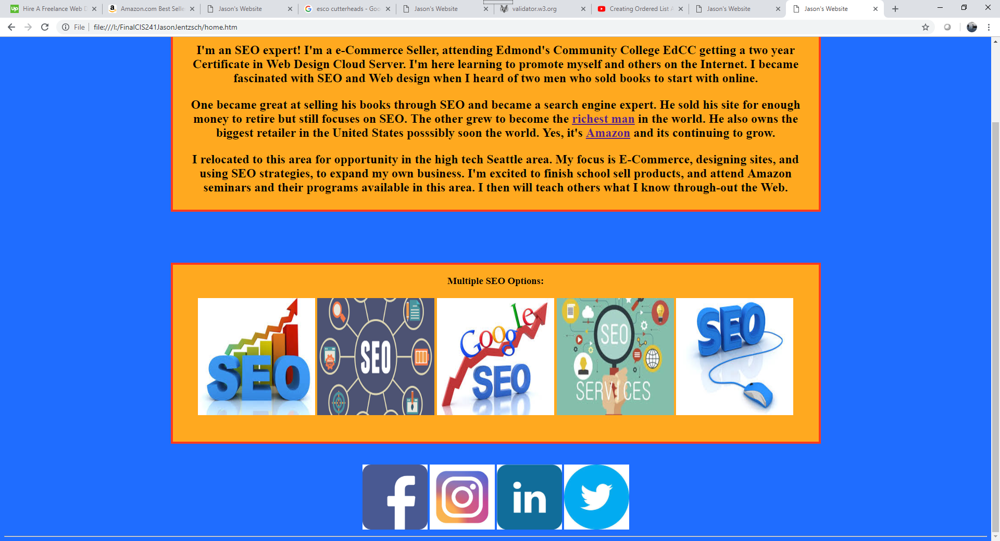 Hire A Freelance Web D
Amazon.com Best Selle
Jason's Website
esco cutterheads - Goo
Jason's Website
validator.w3.org
Creating Ordered List A
Jason's Website
Jason's Website
File
file:///I:/FinalCIS241JasonJentzsch/home.htm
I'm an SEO expert! I'm a e-Commerce Seller, attending Edmond's Community College EdCC getting a two year
Certificate in Web Design Cloud Server. I'm here learning to promote myself and others on the Internet. I became
fascinated with SEO and Web design when I heard of two men who sold books to start with online.
One became great at selling his books through SEO and became a search engine expert. He sold his site for enough
money to retire but still focuses on SEO. The other grew to become the richest man in the world. He also owns the
biggest retailer in the United States posssibly soon the world. Yes, it's Amazon and its continuing to grow.
I relocated to this area for opportunity in the high tech Seattle area. My focus is E-Commerce, designing sites, and
using SEO strategies, to expand my own business. I'm excited to finish school sell products, and attend Amazon
seminars and their programs available in this area. I then will teach others what I know through-out the Web.
Multiple SEO Options:
SEO
SEO
Google
SEO
SEO
SERVICES
SEO
f
in